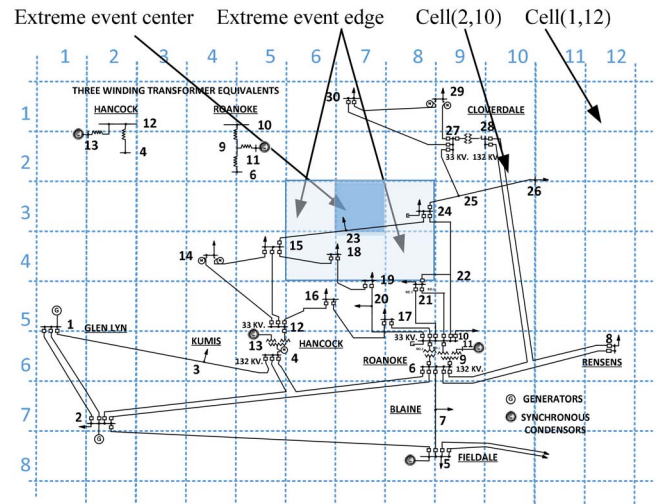 Extreme event center Extreme event edge Cell(2,10) Cell(1,12)
1 2 3 4 5 6 7 8 9 10 11 12
THREE WINDING TRANSFORMER EQUIVALENTS
HANCOCK ROANOKE
30 29
CLOVERDALE
1
12 10
13 4
9 11
6
27 28
33 KV. 132 KV.
2
25 26
3
24
23
15
14 18
4
19 22
20 21
16 17
5
1 GLEN LYN
33 KV. 12
13 HANCOCK
4
132 KV.
KUMIS
3
33 KV. 10
11
ROANOKE 9
6 132 KV.
8
RENSENS
6
GENERATORS
SYNCHRONOUS
CONDENSORS
BLAINE
7
2
7
5 FIELDALE
8